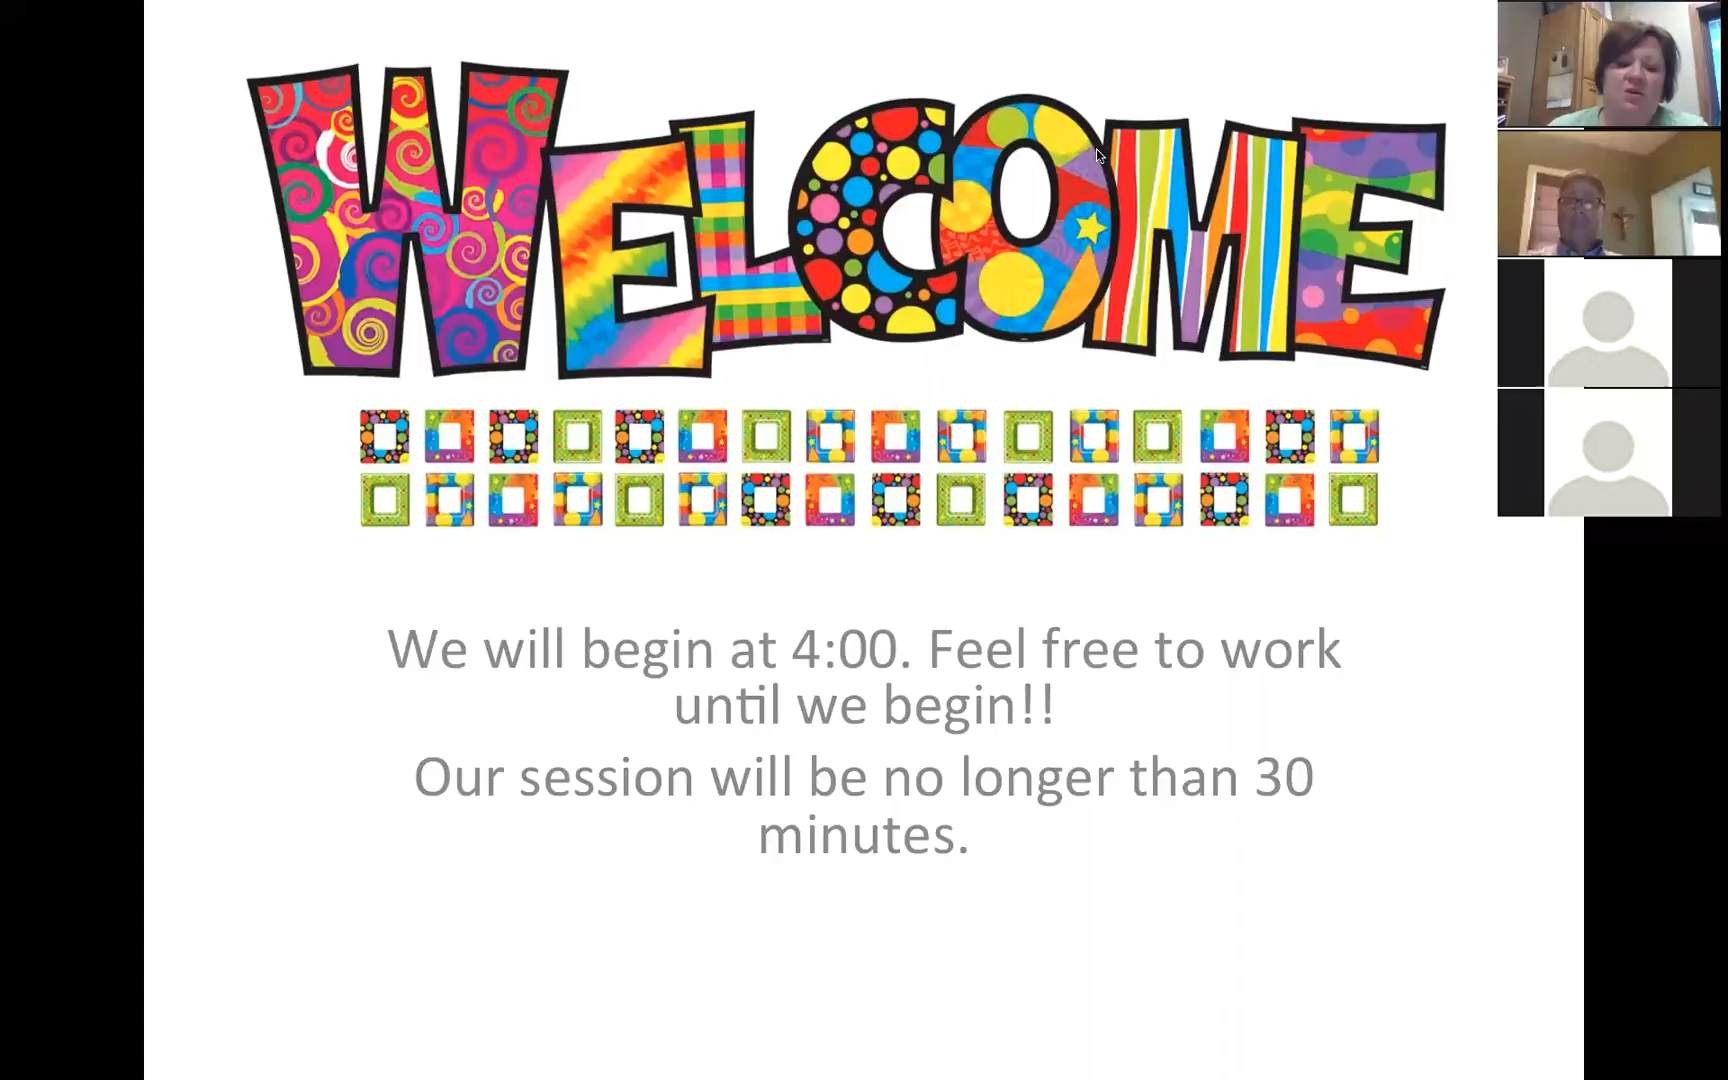 WELCOME
We will begin at 4:00. Feel free to work
until we begin!!
Our session will be no longer than 30
minutes.